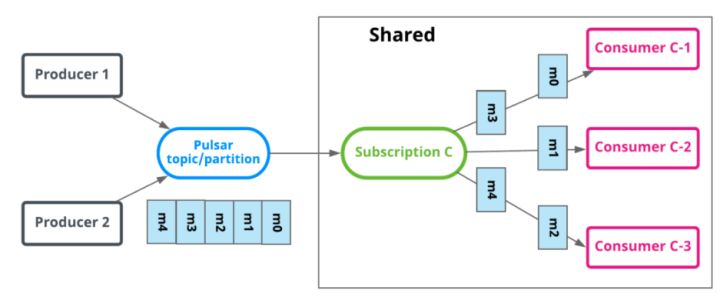 Shared
Producer 1
Consumer C-1
m0
m3
Pulsar
topic/partition
Subscription C
m1
Consumer C-2
m4
Producer 2
m4 m3 m2 m1 m0
m2
Consumer C-3